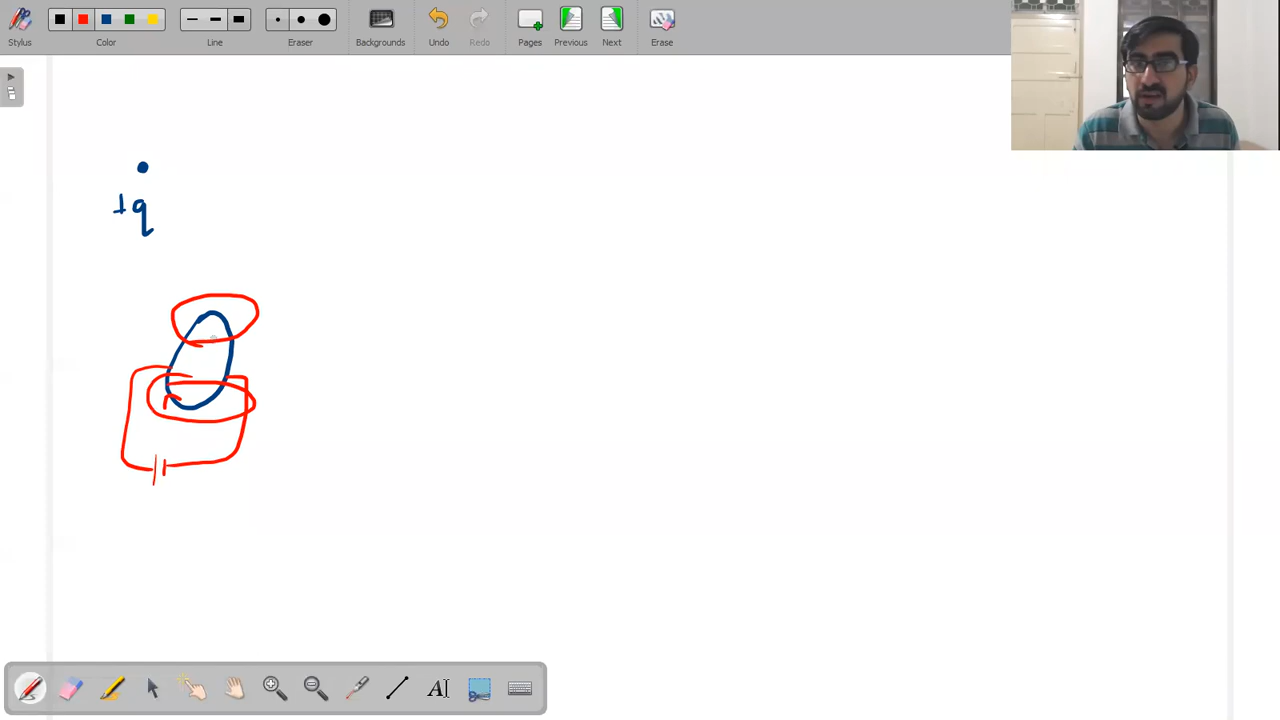 Stylus
Color
Line
Eraser
Backgrounds
Undo
Redo
Pages
Previous
Next
Erase
+q